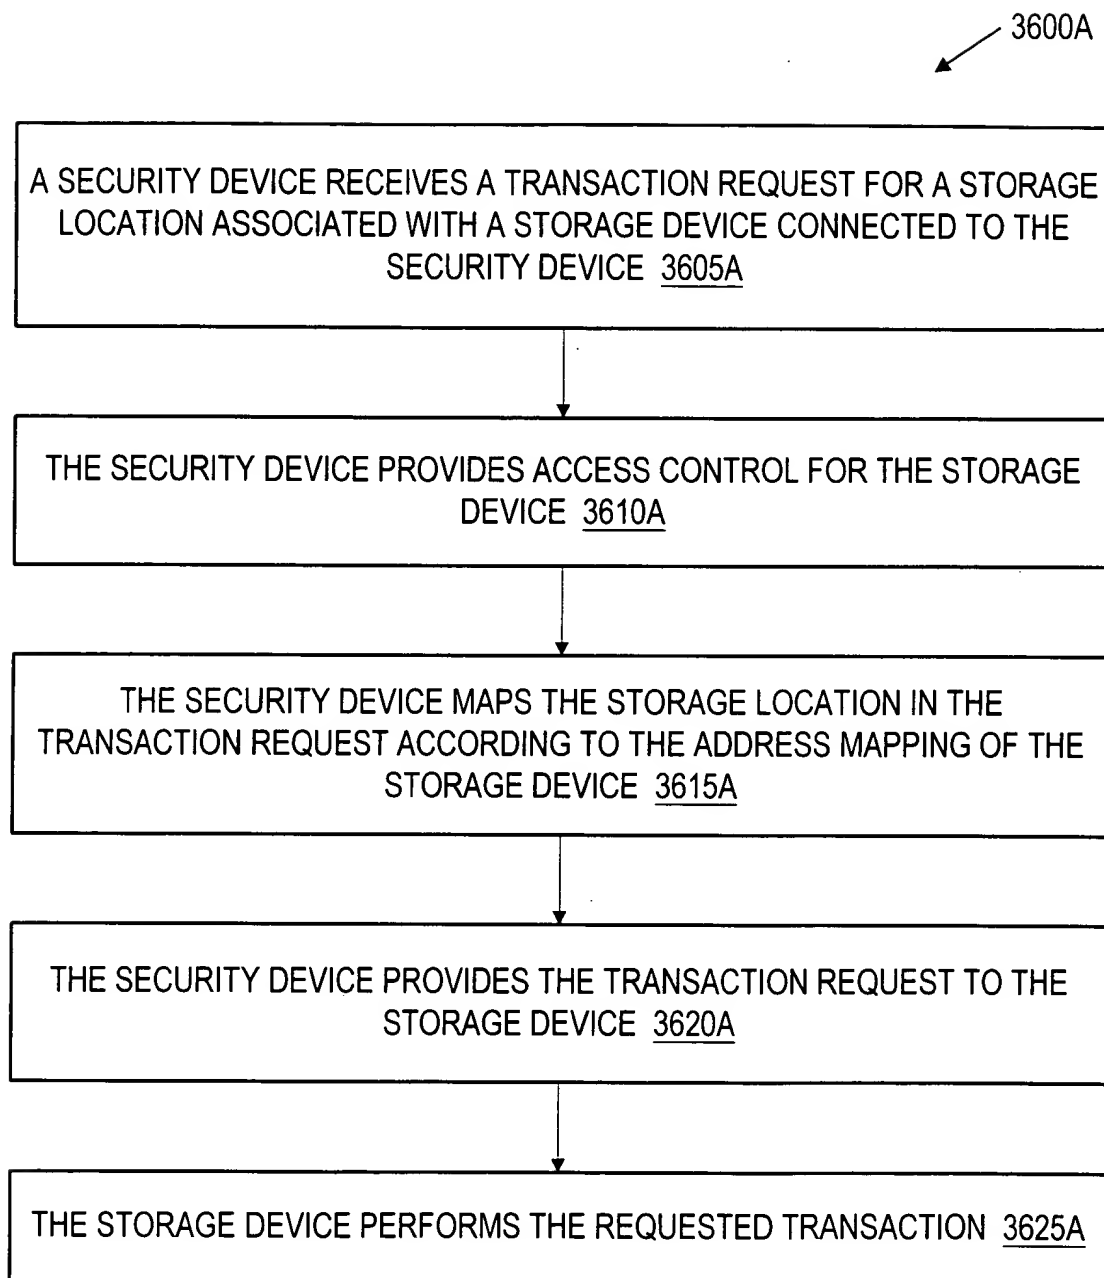 3600A
A SECURITY DEVICE RECEIVES A TRANSACTION REQUEST FOR A STORAGE
LOCATION ASSOCIATED WITH A STORAGE DEVICE CONNECTED TO THE
SECURITY DEVICE 3605A
THE SECURITY DEVICE PROVIDES ACCESS CONTROL FOR THE STORAGE
DEVICE 3610A
THE SECURITY DEVICE MAPS THE STORAGE LOCATION IN THE
TRANSACTION REQUEST ACCORDING TO THE ADDRESS MAPPING OF THE
STORAGE DEVICE 3615A
THE SECURITY DEVICE PROVIDES THE TRANSACTION REQUEST TO THE
STORAGE DEVICE 3620A
THE STORAGE DEVICE PERFORMS THE REQUESTED TRANSACTION 3625A